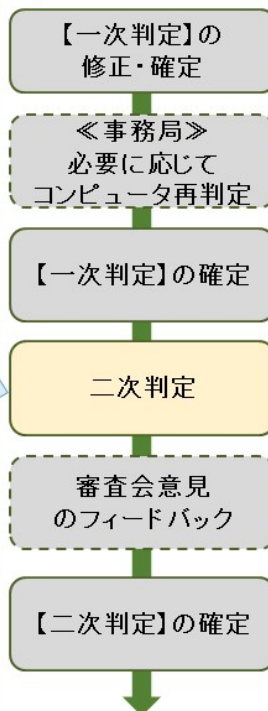 【一次判定】の
修正・確定
≪事務局≫
必要に応じて
コンピュータ再判定
【一次判定】の確定
二次判定
審査会意見
のフィードバック
【二次判定】の確定